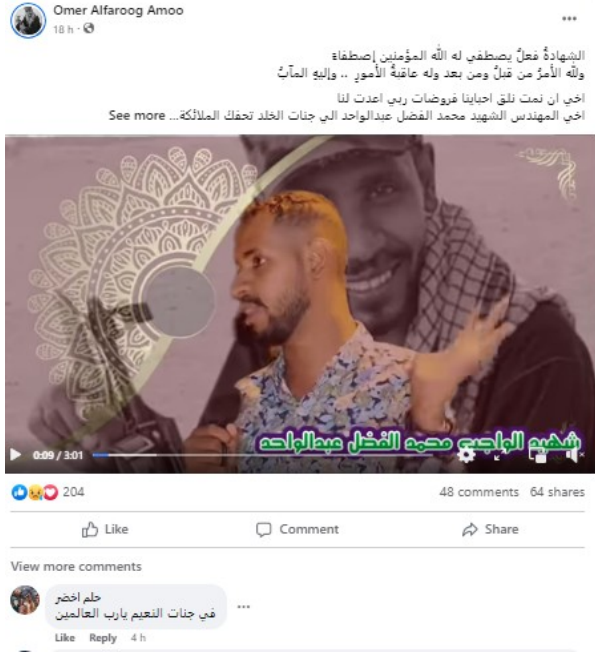 Omer Alfaroog Amoo
18 h
الشهادةُ فعلٌ يصطفي له الله المؤمنين إصطفاءَ
وللّه الأمرُ من قبلُ ومن بعد وله عاقبةُ الأمورِ .. وإليهِ المآبُ
اخي ان نمت نلق احبابنا فروضات ربي اعدت لنا
اخي المهندس الشهيد محمد الفضل عبدالواحد الي جنات الخلد تحفك الملائكة... See more
شهيد الواجب محمد الفضل عبدالواحد
0:09 / 3:01
204
48 comments 64 shares
Like Comment Share
View more comments
حلم اخضر
في جنات النعيم يارب العالمين
Like Reply 4 h